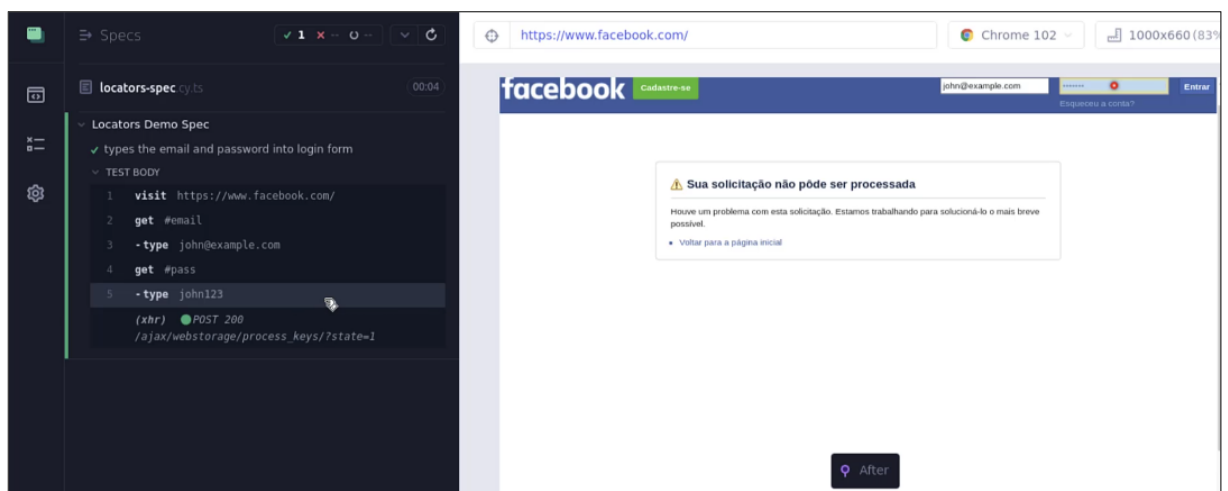 Specs
✓ 1 × -- --
locators-spec.cy.ts
00:04
Locators Demo Spec
✓ types the email and password into login form
TEST BODY
1 visit https://www.facebook.com/
2 get #email
3 -type john@example.com
4 get #pass
5 -type john123
(xhr) POST 200
/ajax/webstorage/process_keys/?state=1
https://www.facebook.com/
Chrome 102
1000x660 (83%
facebook
Cadastre-se
john@example.com
Entrar
Esqueceu a conta?
Sua solicitação não pôde ser processada
Houve um problema com esta solicitação. Estamos trabalhando para solucioná-lo o mais breve
possível.
• Voltar para a página inicial
After